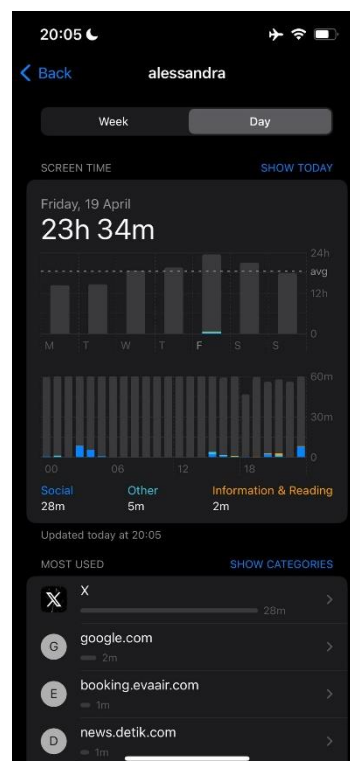 20:05
Back alessandra
Week Day
SCREEN TIME SHOW TODAY
Friday, 19 April
23h 34m
24h
avg
12h
0
M T W T F S S
60m
30m
0
00 06 12 18
Social Other Information & Reading
28m 5m 2m
Updated today at 20:05
MOST USED SHOW CATEGORIES
X
28m
G google.com
2m
E booking.evaair.com
1m
D news.detik.com
1m